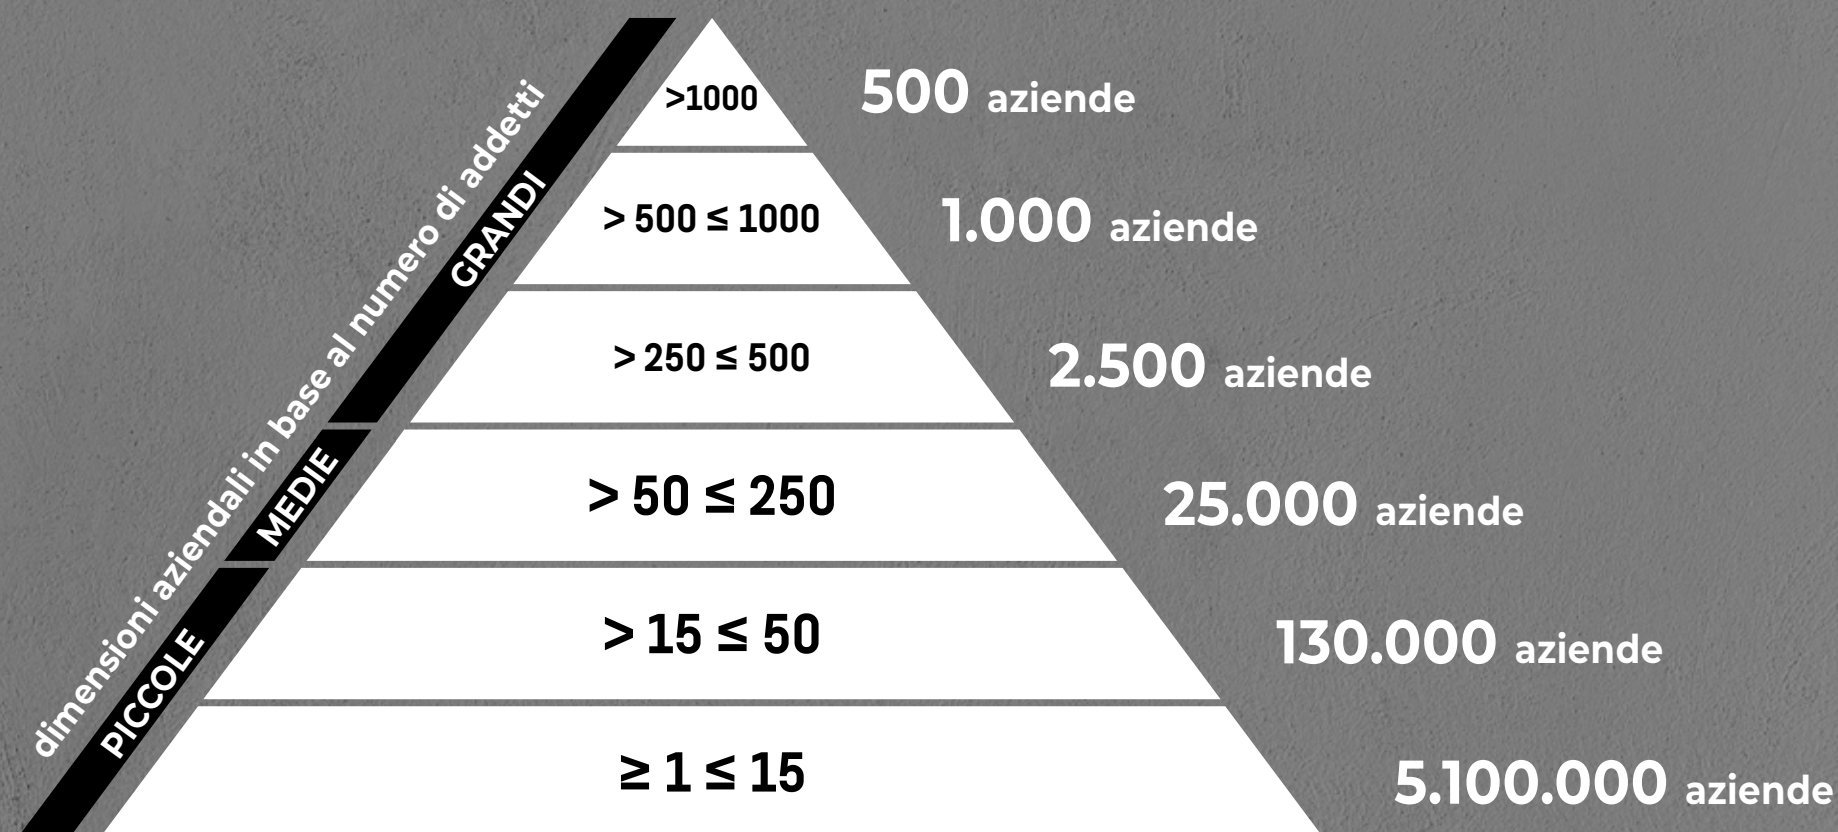 dimensioni aziendali in base al numero di addetti
GRANDI
>1000
500 aziende
> 500 ≤ 1000
1.000 aziende
> 250 ≤ 500
2.500 aziende
MEDIE
> 50 ≤ 250
25.000 aziende
PICCOLE
> 15 ≤ 50
130.000 aziende
≥ 1 ≤ 15
5.100.000 aziende